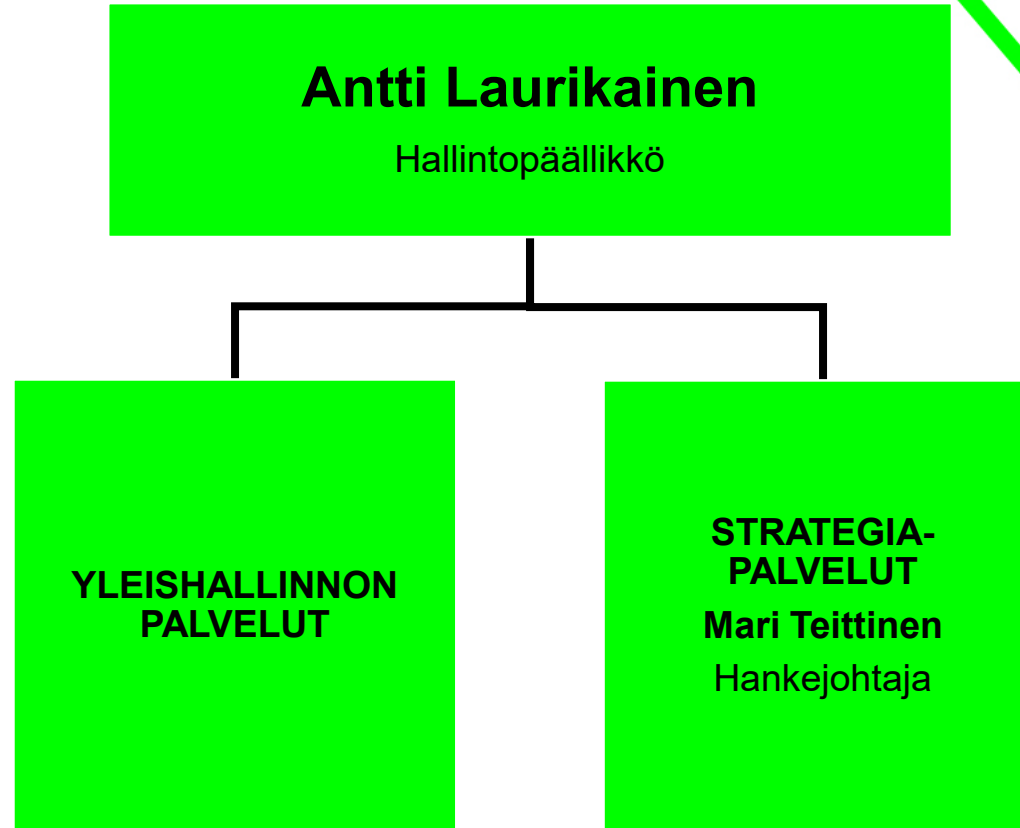 Antti Laurikainen
Hallintopäällikkö
YLEISHALLINNON
PALVELUT
STRATEGIA-
PALVELUT
Mari Teittinen
Hankejohtaja